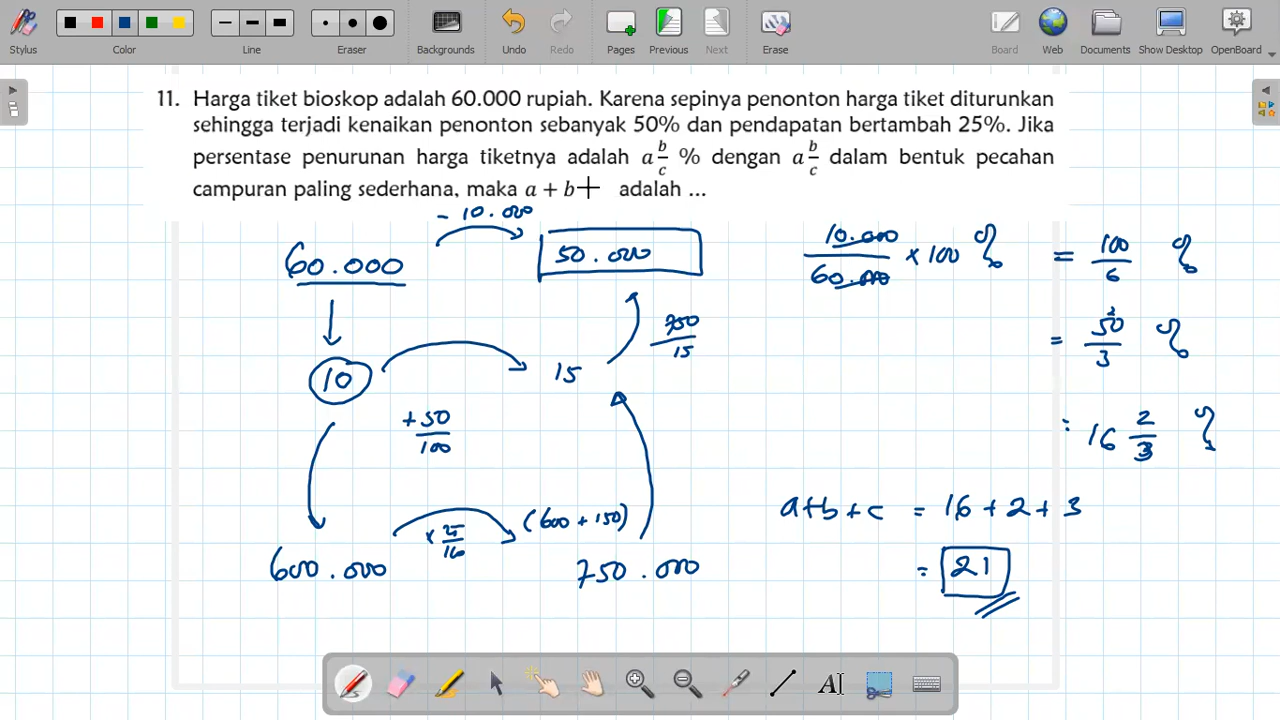 Stylus Color Line Eraser Backgrounds Undo Redo Pages Previous Next Erase Board Web Documents Show Desktop OpenBoard
11. Harga tiket bioskop adalah 60.000 rupiah. Karena sepinya penonton harga tiket diturunkan
sehingga terjadi kenaikan penonton sebanyak 50% dan pendapatan bertambah 25%. Jika
persentase penurunan harga tiketnya adalah a b/c % dengan a b/c dalam bentuk pecahan
campuran paling sederhana, maka a + b+ adalah ...
- 10.000
60.000
50.000
10.000/60.000 × 100 %
= 100/6 %
750/15
= 50/3 %
10
15
+50/100
= 16 2/3 %
(600 + 150)
a+b+c = 16 + 2 + 3
600.000
750.000
= 21